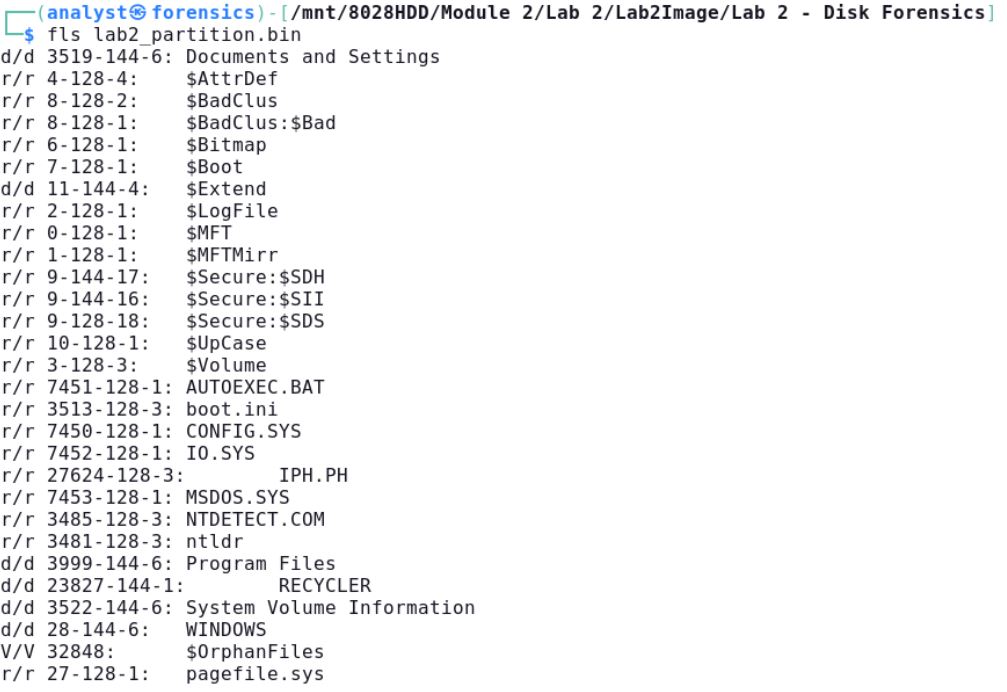 ┌──(analyst㉿forensics)-[/mnt/8028HDD/Module 2/Lab 2/Lab2Image/Lab 2 - Disk Forensics]
└─$ fls lab2_partition.bin
d/d 3519-144-6: Documents and Settings
r/r 4-128-4:    $AttrDef
r/r 8-128-2:    $BadClus
r/r 8-128-1:    $BadClus:$Bad
r/r 6-128-1:    $Bitmap
r/r 7-128-1:    $Boot
d/d 11-144-4:   $Extend
r/r 2-128-1:    $LogFile
r/r 0-128-1:    $MFT
r/r 1-128-1:    $MFTMirr
r/r 9-144-17:   $Secure:$SDH
r/r 9-144-16:   $Secure:$SII
r/r 9-128-18:   $Secure:$SDS
r/r 10-128-1:   $UpCase
r/r 3-128-3:    $Volume
r/r 7451-128-1: AUTOEXEC.BAT
r/r 3513-128-3: boot.ini
r/r 7450-128-1: CONFIG.SYS
r/r 7452-128-1: IO.SYS
r/r 27624-128-3:        IPH.PH
r/r 7453-128-1: MSDOS.SYS
r/r 3485-128-3: NTDETECT.COM
r/r 3481-128-3: ntldr
d/d 3999-144-6: Program Files
d/d 23827-144-1:        RECYCLER
d/d 3522-144-6: System Volume Information
d/d 28-144-6:   WINDOWS
V/V 32848:      $OrphanFiles
r/r 27-128-1:   pagefile.sys